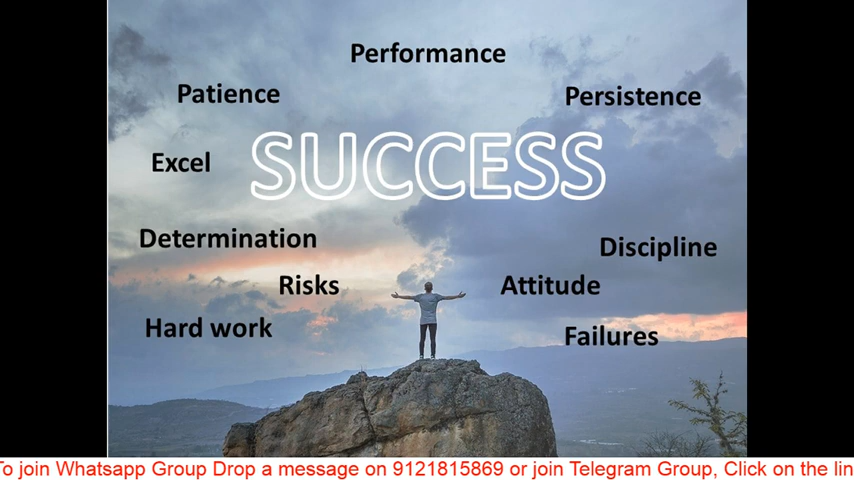 Performance
Patience
Persistence
SUCCESS
Excel
Determination
Discipline
Risks
Attitude
Hard work
Failures
To join Whatsapp Group Drop a message on 9121815869 or join Telegram Group, Click on the lin